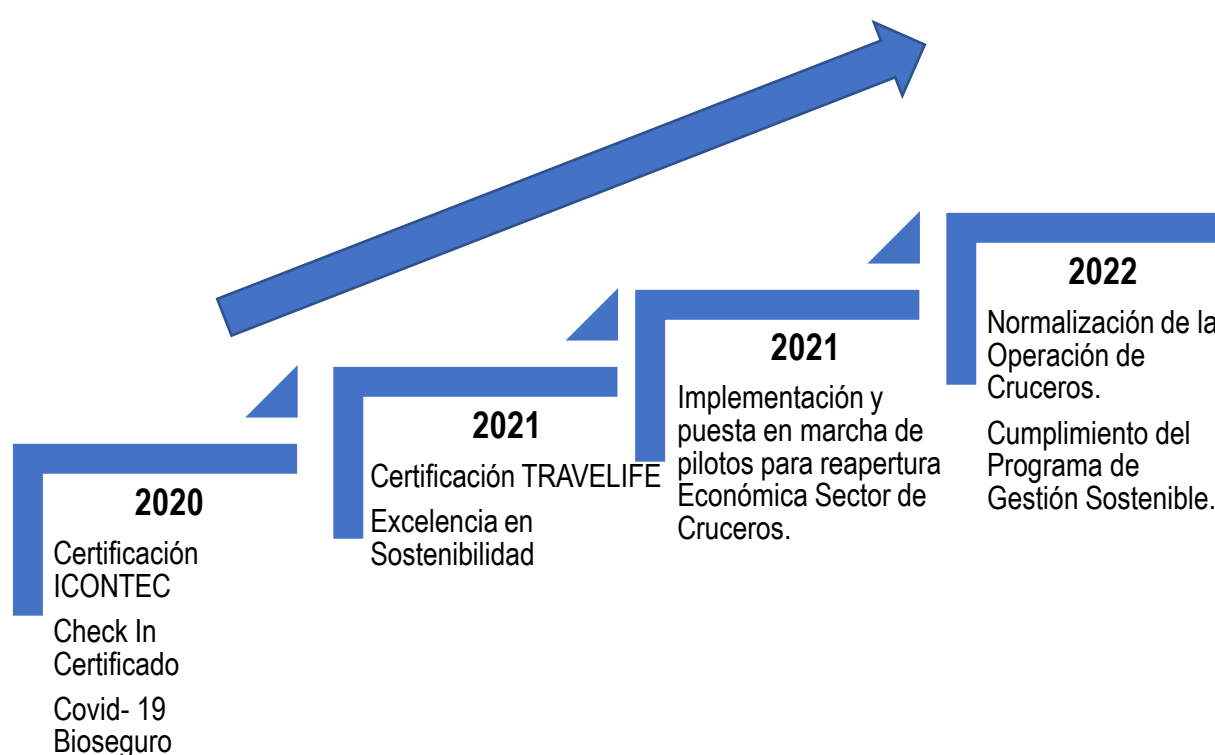 2020
Certificación
ICONTEC
Check In
Certificado
Covid- 19
Bioseguro
2021
Certificación TRAVELIFE
Excelencia en
Sostenibilidad
2021
Implementación y
puesta en marcha de
pilotos para reapertura
Económica Sector de
Cruceros.
2022
Normalización de la
Operación de
Cruceros.
Cumplimiento del
Programa de
Gestión Sostenible.